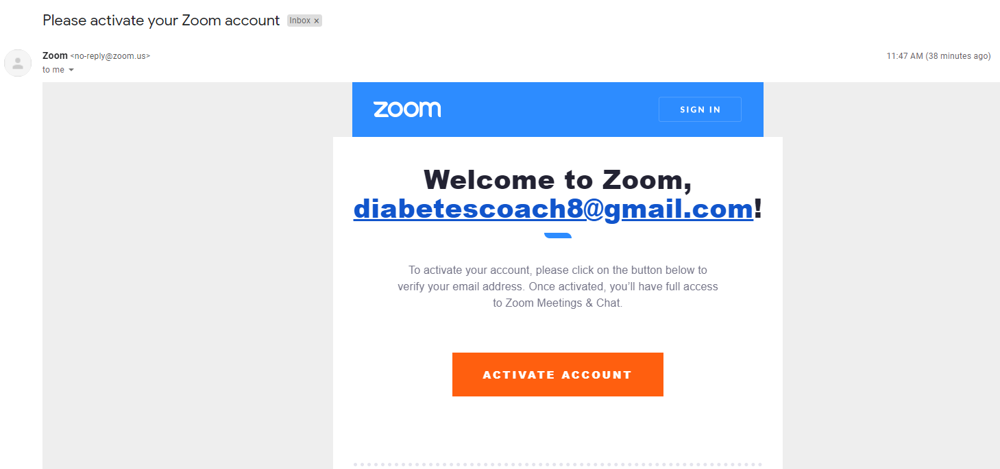 Please activate your Zoom account Inbox x
Zoom <no-reply@zoom.us> 11:47 AM (38 minutes ago)
to me
zoom SIGN IN
Welcome to Zoom,
diabetescoach8@gmail.com!
To activate your account, please click on the button below to
verify your email address. Once activated, you’ll have full access
to Zoom Meetings & Chat.
ACTIVATE ACCOUNT